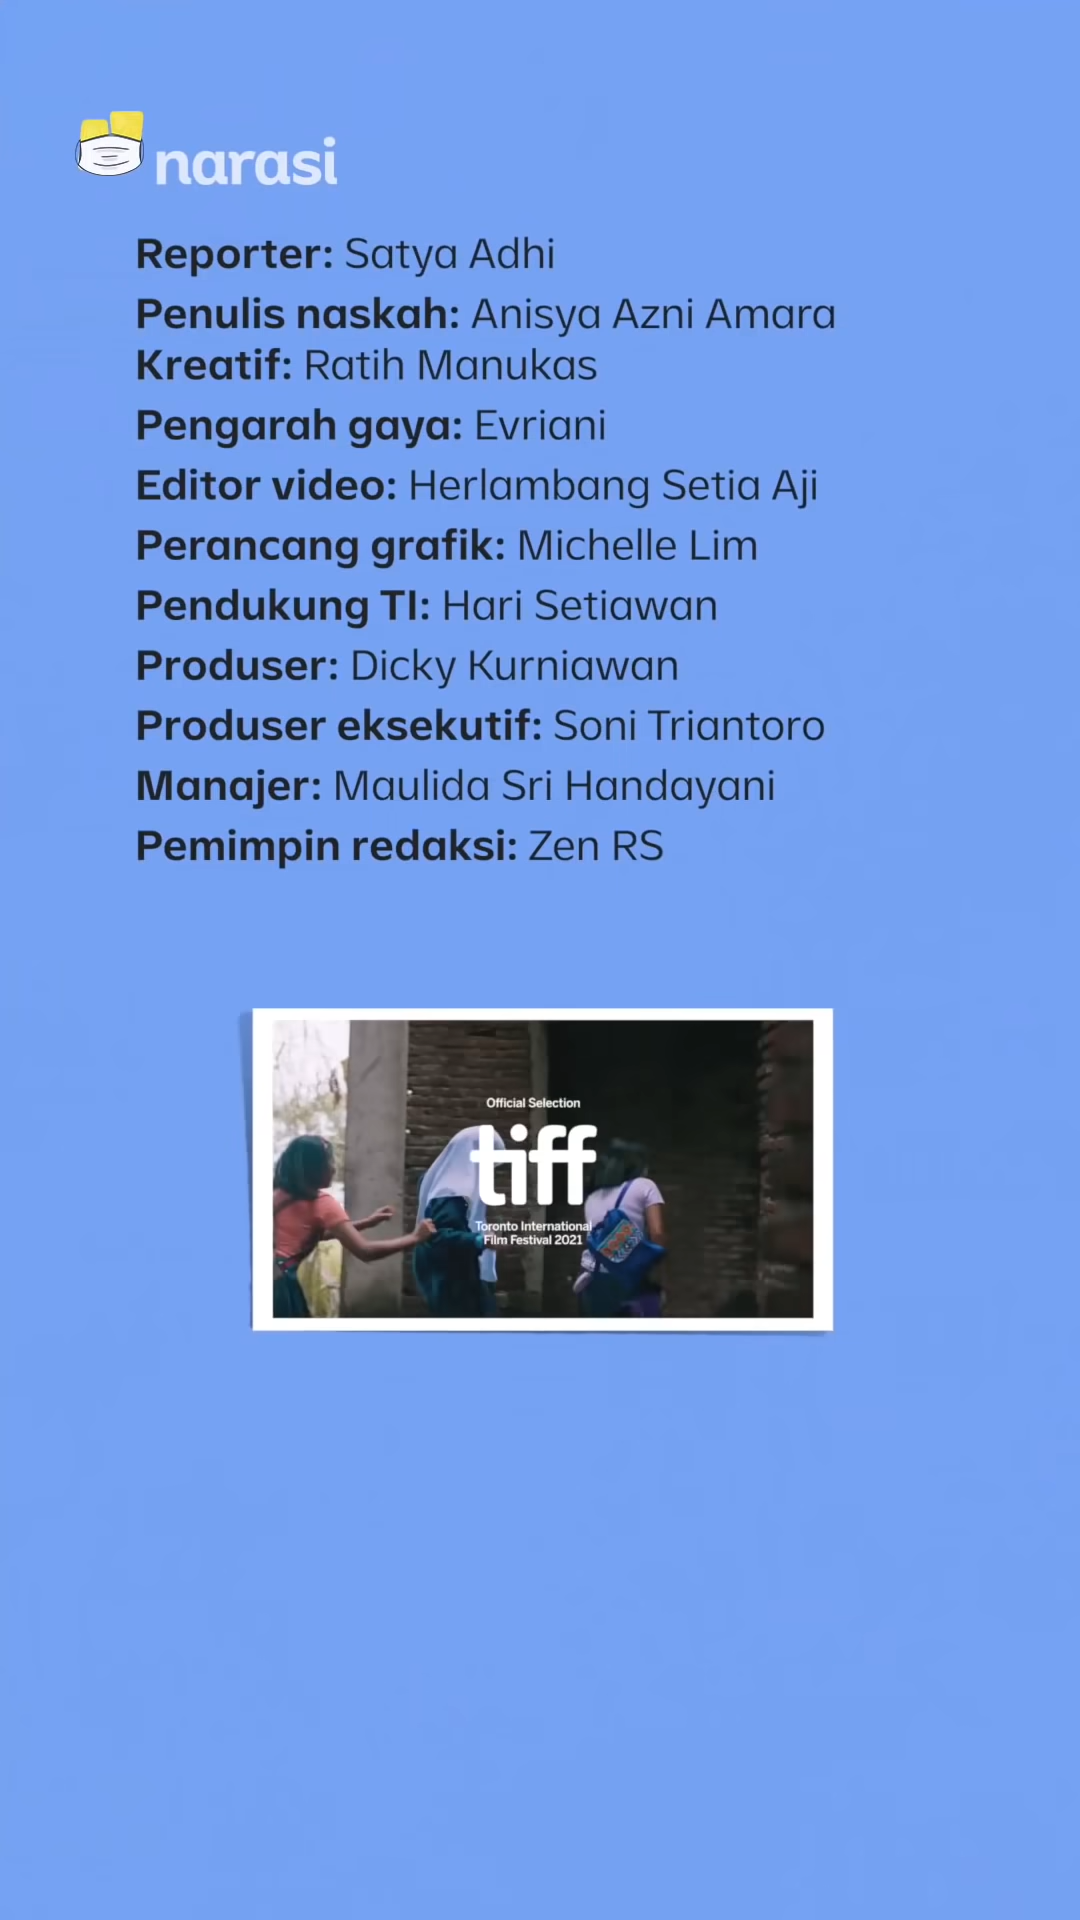 narasi
Reporter: Satya Adhi
Penulis naskah: Anisya Azni Amara
Kreatif: Ratih Manukas
Pengarah gaya: Evriani
Editor video: Herlambang Setia Aji
Perancang grafik: Michelle Lim
Pendukung TI: Hari Setiawan
Produser: Dicky Kurniawan
Produser eksekutif: Soni Triantoro
Manajer: Maulida Sri Handayani
Pemimpin redaksi: Zen RS
Official Selection
tiff
Toronto International
Film Festival 2021